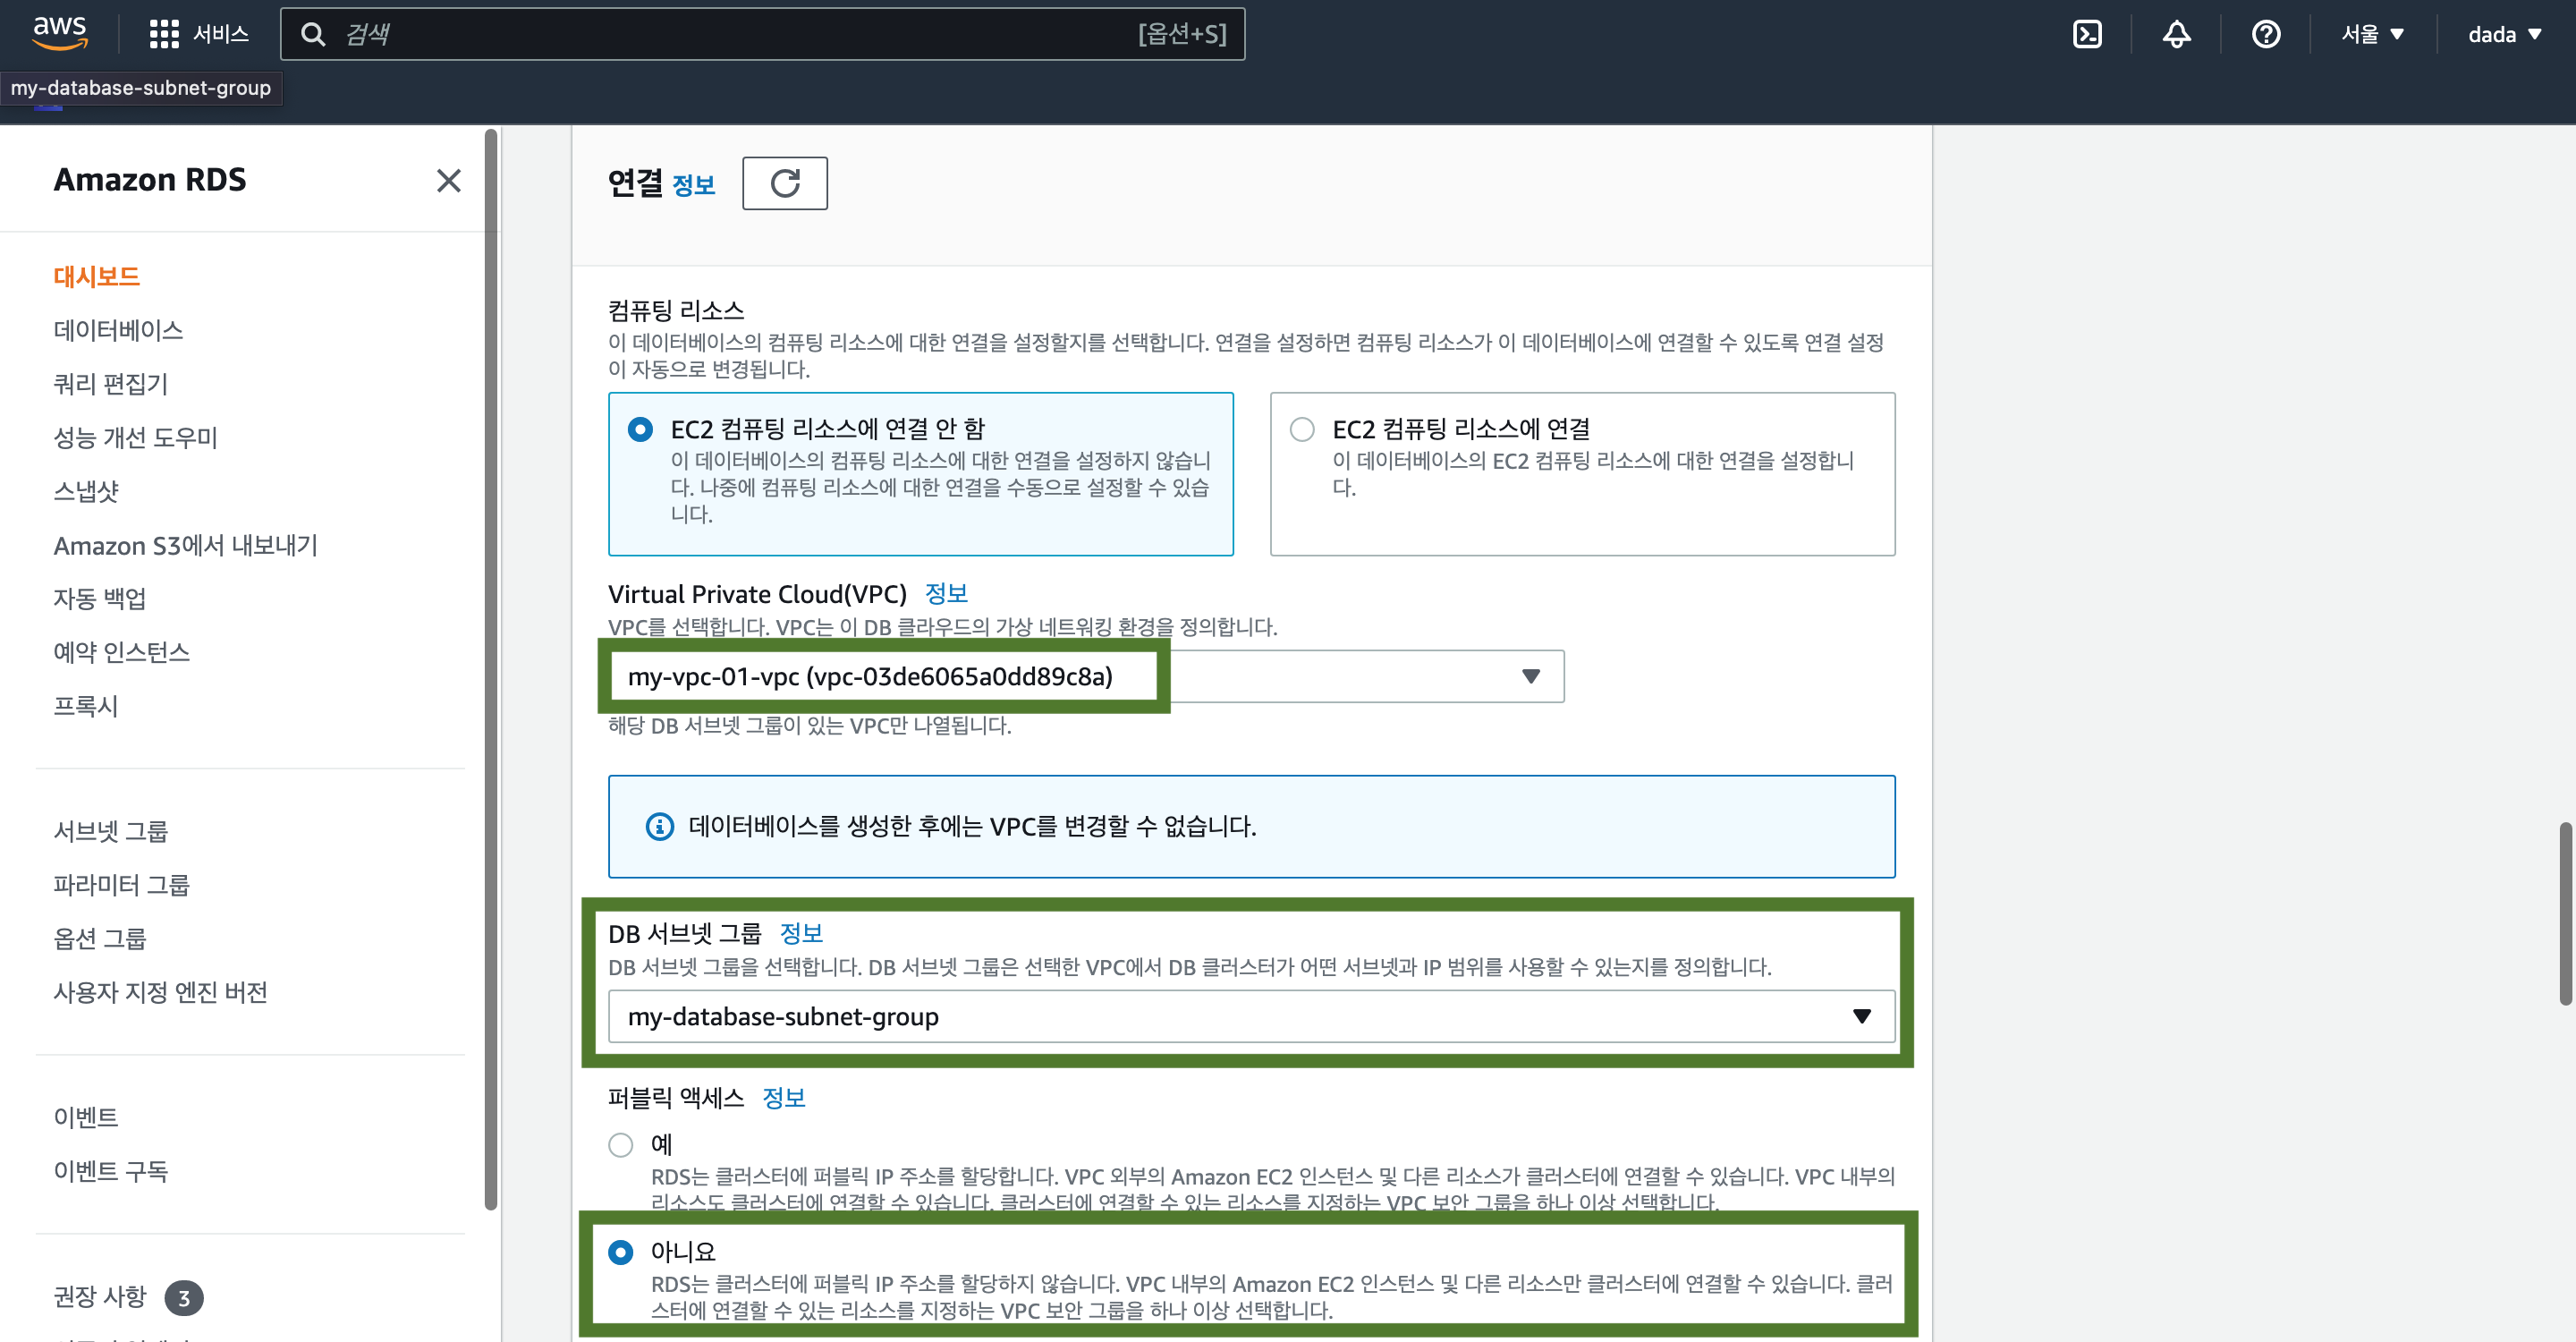 aws
서비스
검색
[옵션+S]
서울 ▼
dada ▼
my-database-subnet-group
Amazon RDS
대시보드
데이터베이스
쿼리 편집기
성능 개선 도우미
스냅샷
Amazon S3에서 내보내기
자동 백업
예약 인스턴스
프록시
서브넷 그룹
파라미터 그룹
옵션 그룹
사용자 지정 엔진 버전
이벤트
이벤트 구독
권장 사항 3
연결 정보
컴퓨팅 리소스
이 데이터베이스의 컴퓨팅 리소스에 대한 연결을 설정할지를 선택합니다. 연결을 설정하면 컴퓨팅 리소스가 이 데이터베이스에 연결할 수 있도록 연결 설정
이 자동으로 변경됩니다.
EC2 컴퓨팅 리소스에 연결 안 함
이 데이터베이스의 컴퓨팅 리소스에 대한 연결을 설정하지 않습니
다. 나중에 컴퓨팅 리소스에 대한 연결을 수동으로 설정할 수 있습
니다.
EC2 컴퓨팅 리소스에 연결
이 데이터베이스의 EC2 컴퓨팅 리소스에 대한 연결을 설정합니
다.
Virtual Private Cloud(VPC) 정보
VPC를 선택합니다. VPC는 이 DB 클라우드의 가상 네트워킹 환경을 정의합니다.
my-vpc-01-vpc (vpc-03de6065a0dd89c8a)
해당 DB 서브넷 그룹이 있는 VPC만 나열됩니다.
데이터베이스를 생성한 후에는 VPC를 변경할 수 없습니다.
DB 서브넷 그룹 정보
DB 서브넷 그룹을 선택합니다. DB 서브넷 그룹은 선택한 VPC에서 DB 클러스터가 어떤 서브넷과 IP 범위를 사용할 수 있는지를 정의합니다.
my-database-subnet-group
퍼블릭 액세스 정보
예
RDS는 클러스터에 퍼블릭 IP 주소를 할당합니다. VPC 외부의 Amazon EC2 인스턴스 및 다른 리소스가 클러스터에 연결할 수 있습니다. VPC 내부의
리소스도 클러스터에 연결할 수 있습니다. 클러스터에 연결할 수 있는 리소스를 지정하는 VPC 보안 그룹을 하나 이상 선택합니다.
아니요
RDS는 클러스터에 퍼블릭 IP 주소를 할당하지 않습니다. VPC 내부의 Amazon EC2 인스턴스 및 다른 리소스만 클러스터에 연결할 수 있습니다. 클러
스터에 연결할 수 있는 리소스를 지정하는 VPC 보안 그룹을 하나 이상 선택합니다.